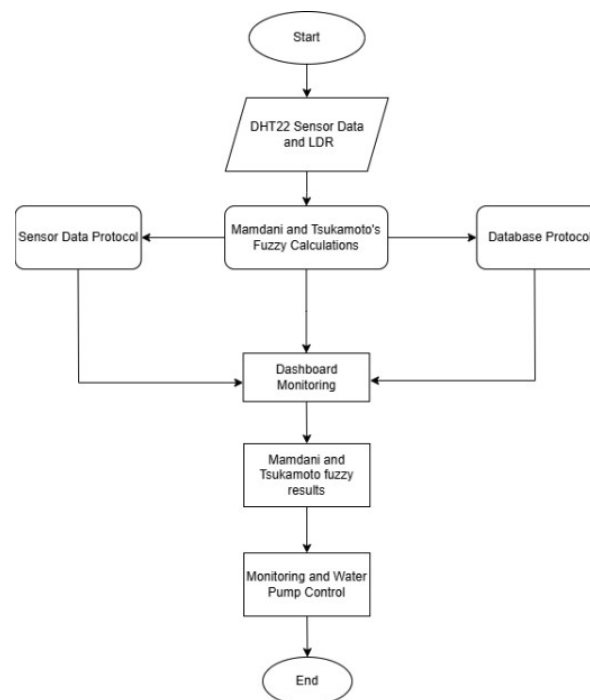 Start
DHT22 Sensor Data
and LDR
Sensor Data Protocol
Mamdani and Tsukamoto's
Fuzzy Calculations
Database Protocol
Dashboard
Monitoring
Mamdani and
Tsukamoto fuzzy
results
Monitoring and Water
Pump Control
End